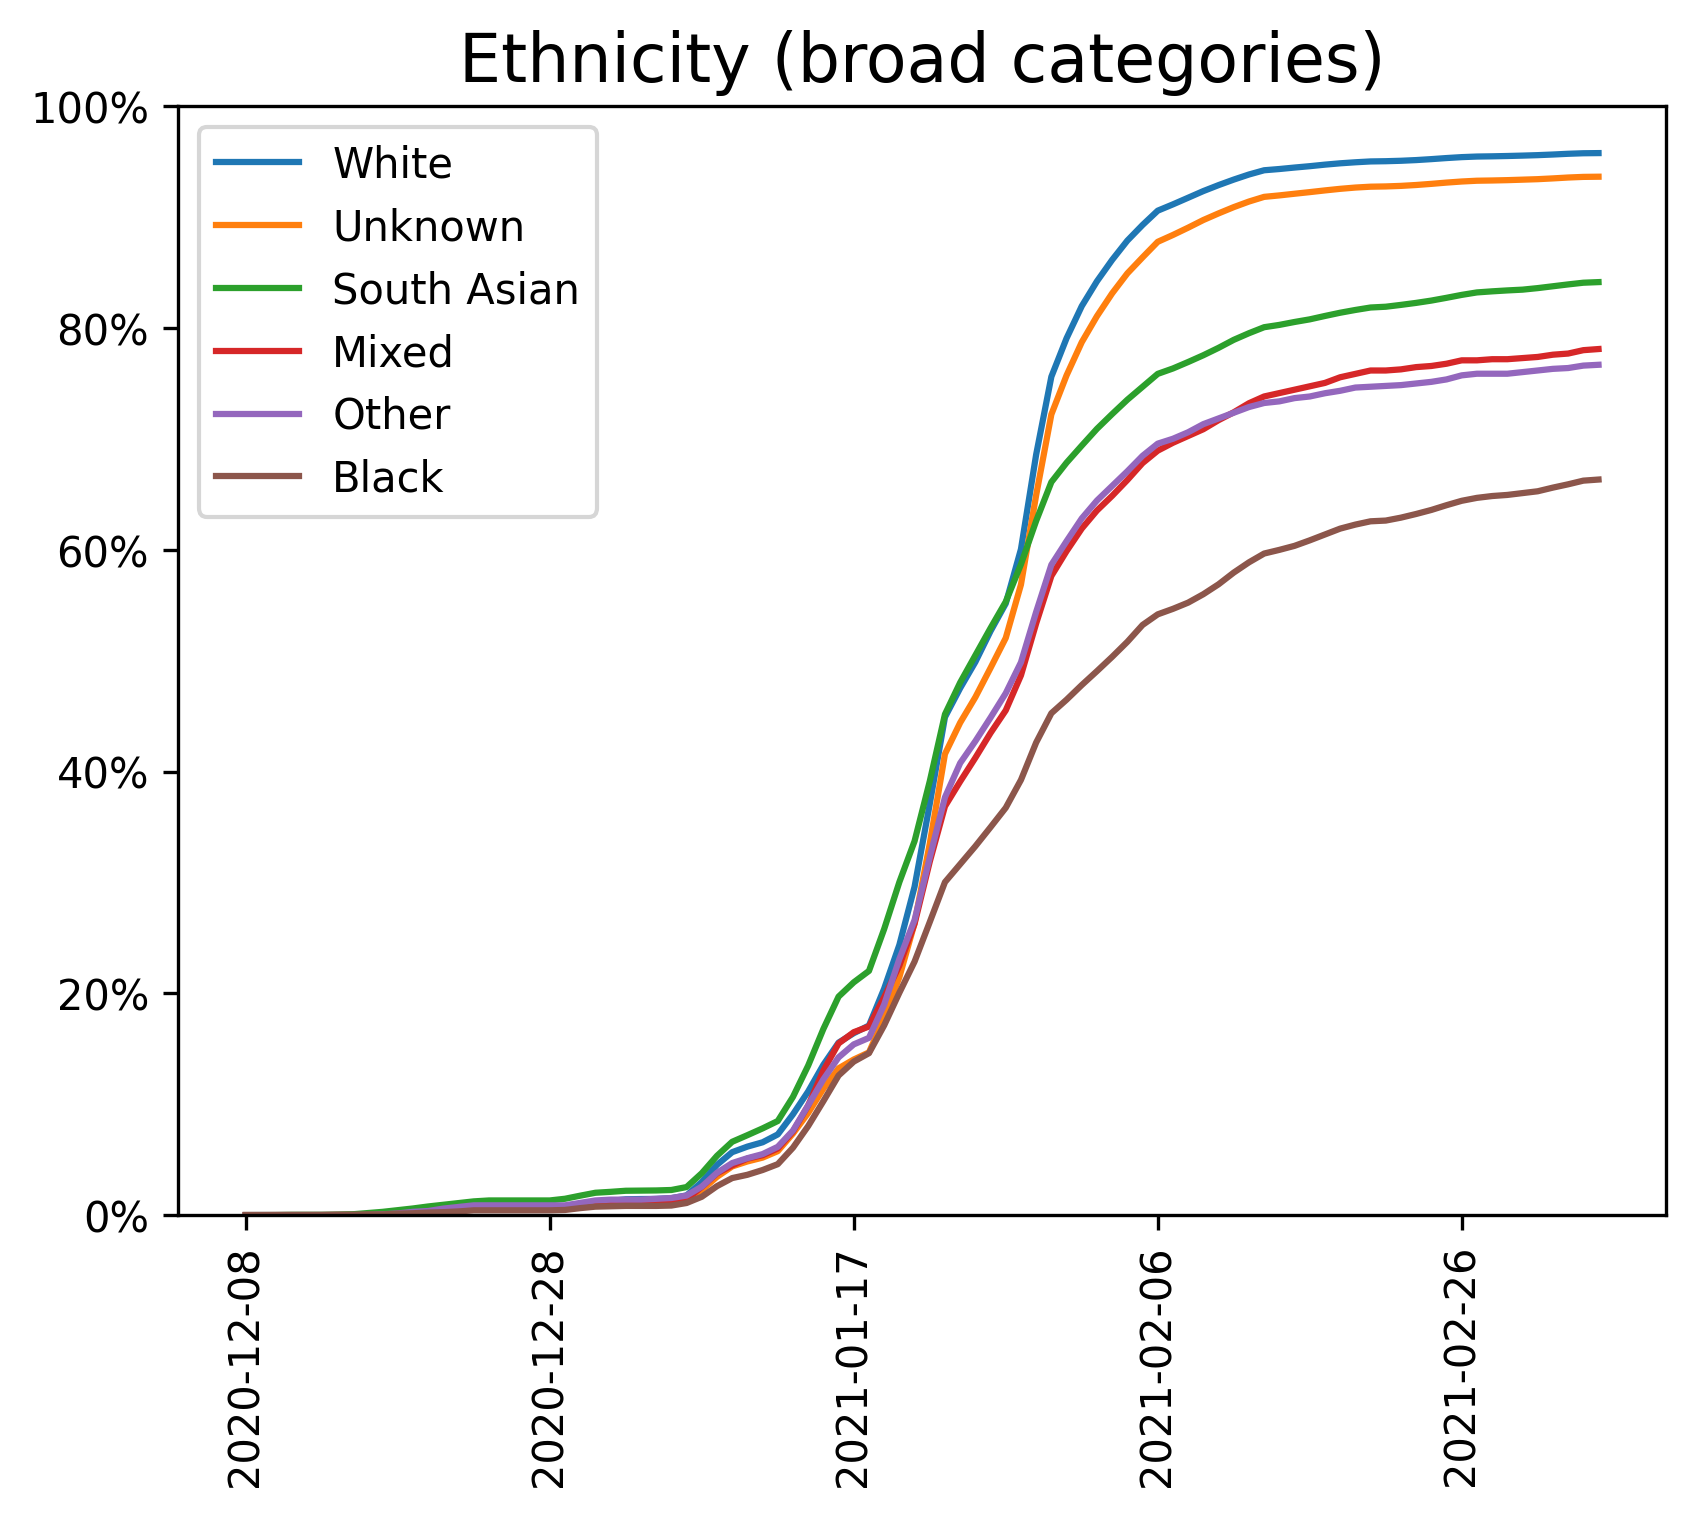 Ethnicity (broad categories)
100%
80%
60%
40%
20%
0%
White
Unknown
South Asian
Mixed
Other
Black
2020-12-08
2020-12-28
2021-01-17
2021-02-06
2021-02-26